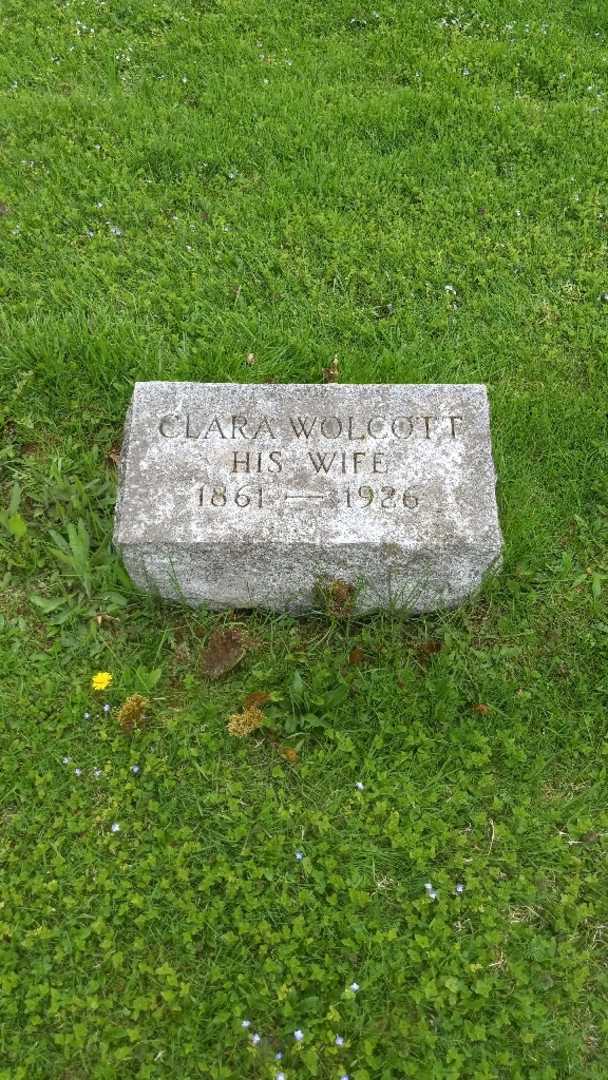 CLARA WOLCOTT
HIS WIFE
1861 — 1926